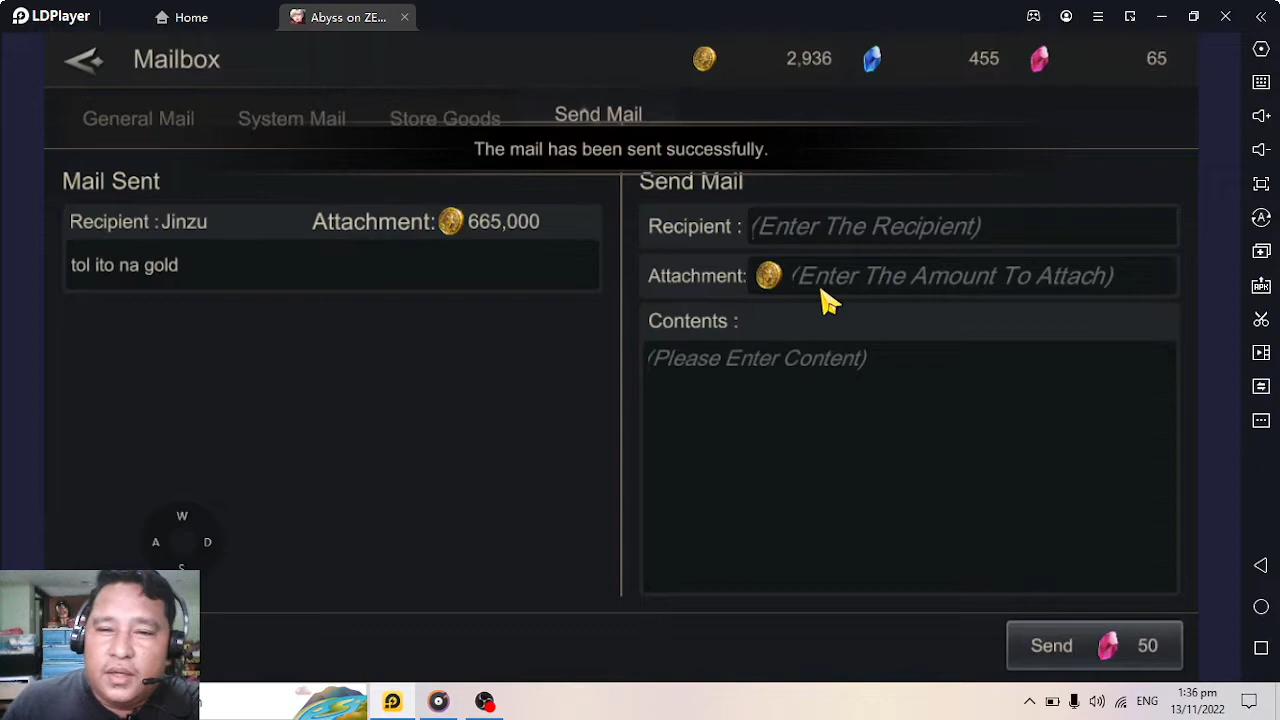 LDPlayer
Home
Abyss on ZE...
Mailbox
2,936
455
65
General Mail
System Mail
Store Goods
Send Mail
The mail has been sent successfully.
Mail Sent
Recipient : Jinzu
Attachment: 665,000
tol ito na gold
Send Mail
Recipient : (Enter The Recipient)
Attachment: (Enter The Amount To Attach)
Contents :
(Please Enter Content)
W
A
D
S
Send 50
APK
ENG
1:36 pm
13/11/2022